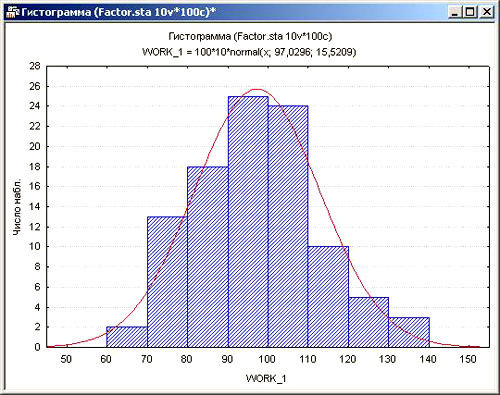 Гистограмма (Factor.sta 10v*100c)*
Гистограмма (Factor.sta 10v*100c)
WORK_1 = 100*10*normal(x; 97,0296; 15,5209)
Число набл.
28
26
24
22
20
18
16
14
12
10
8
6
4
2
0
50 60 70 80 90 100 110 120 130 140 150
WORK_1